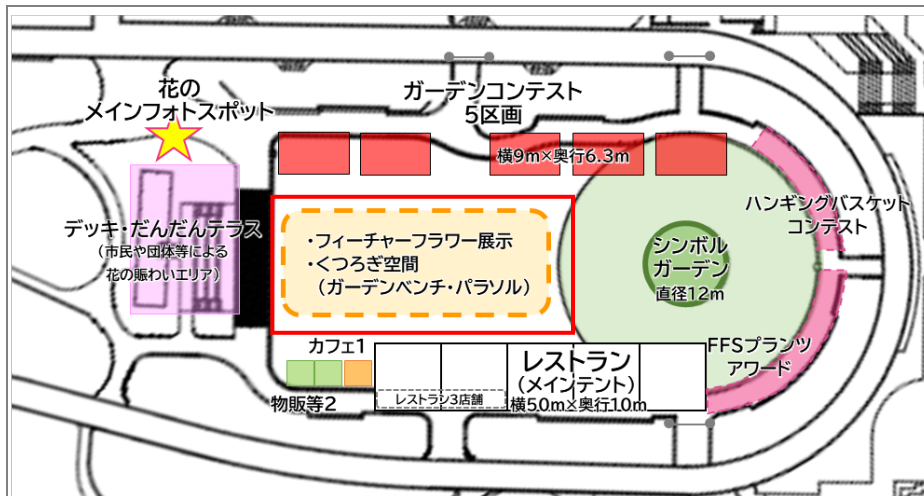 花の
メインフォトスポット
ガーデンコンテスト
5区画
横9m×奥行6.3m
ハンギングバスケット
コンテスト
デッキ・だんだんテラス
(市民や団体等による
花の賑わいエリア)
・フィーチャーフラワー展示
・くつろぎ空間
(ガーデンベンチ・パラソル)
シンボル
ガーデン
直径12m
カフェ1
物販等2
レストラン
(メインテント)
レストラン3店舗
横50m×奥行10m
FFSプランツ
アワード